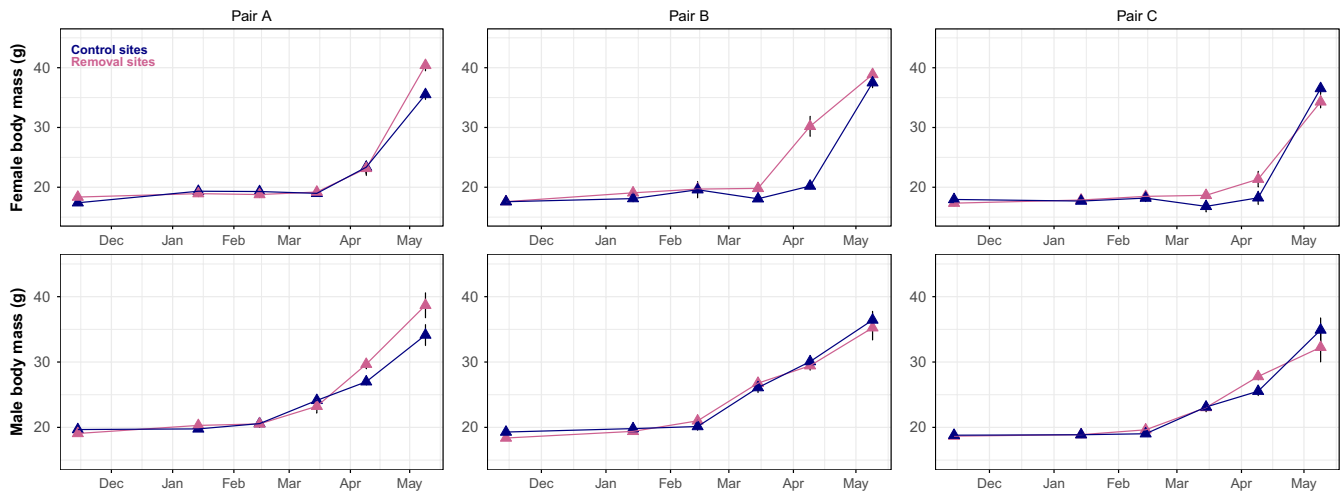 Pair A
Pair B
Pair C
Female body mass (g)
Control sites
Removal sites
40
30
20
Dec Jan Feb Mar Apr May
40
30
20
Dec Jan Feb Mar Apr May
40
30
20
Dec Jan Feb Mar Apr May
Male body mass (g)
40
30
20
Dec Jan Feb Mar Apr May
40
30
20
Dec Jan Feb Mar Apr May
40
30
20
Dec Jan Feb Mar Apr May